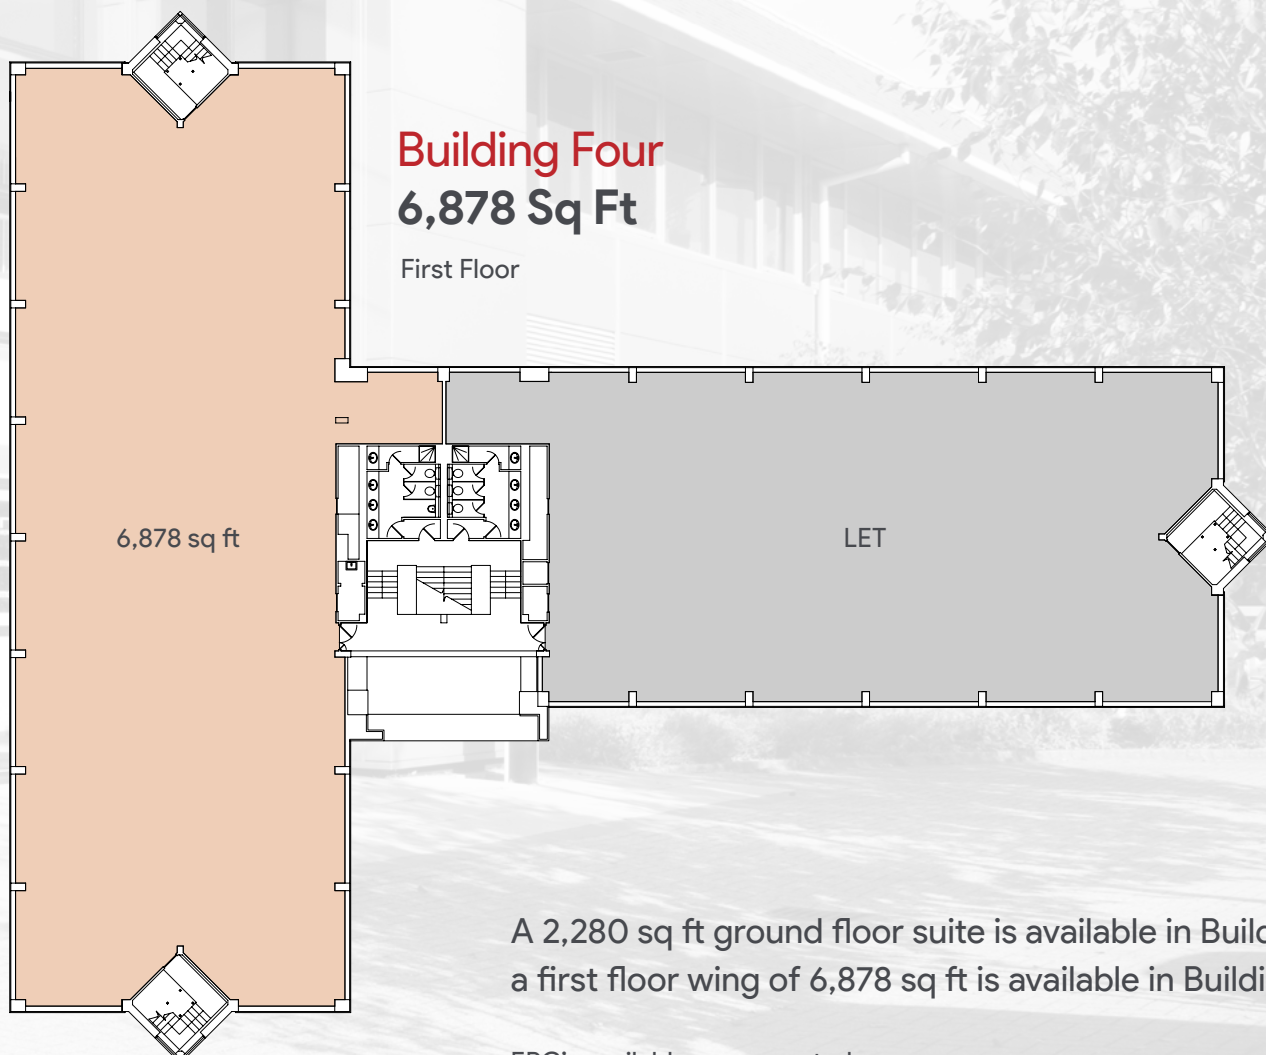 Building Four
6,878 Sq Ft
First Floor
6,878 sq ft
LET
A 2,280 sq ft ground floor suite is available in
a first floor wing of 6,878 sq ft is available in